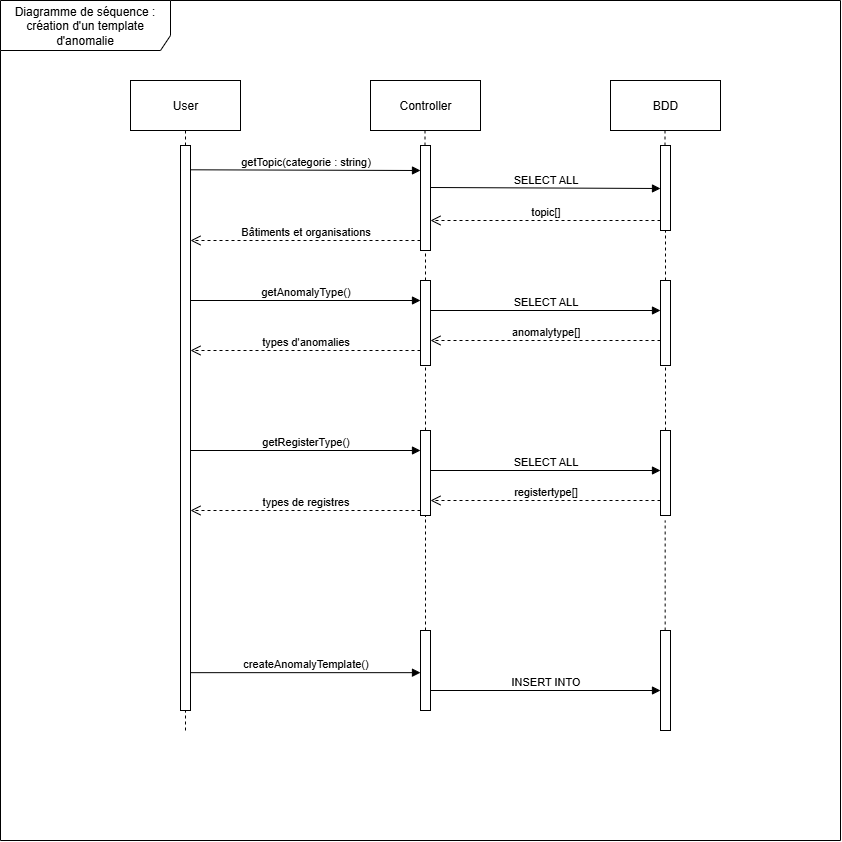 Diagramme de séquence :
création d'un template
d'anomalie
User
Controller
BDD
getTopic(categorie : string)
SELECT ALL
topic[]
Bâtiments et organisations
getAnomalyType()
SELECT ALL
anomalytype[]
types d'anomalies
getRegisterType()
SELECT ALL
registertype[]
types de registres
createAnomalyTemplate()
INSERT INTO